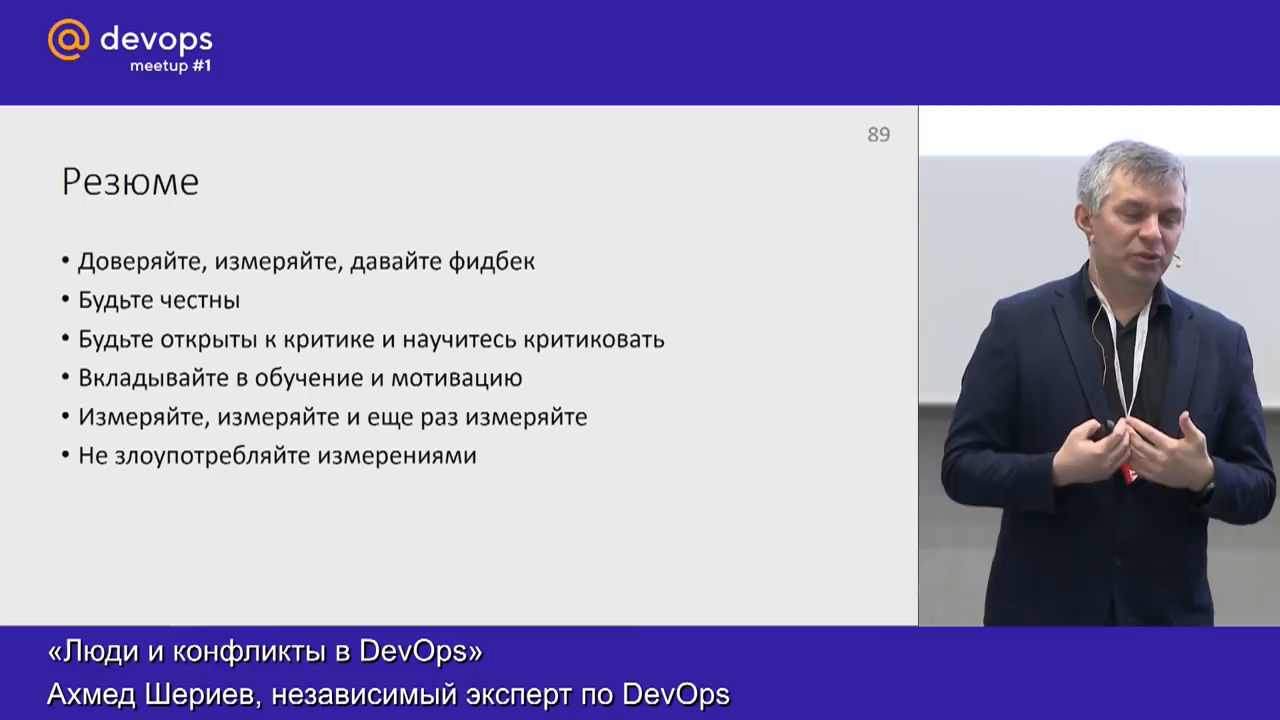 @ devops
meetup #1
89
Резюме
• Доверяйте, измеряйте, давайте фидбек
• Будьте честны
• Будьте открыты к критике и научитесь критиковать
• Вкладывайте в обучение и мотивацию
• Измеряйте, измеряйте и еще раз измеряйте
• Не злоупотребляйте измерениями
«Люди и конфликты в DevOps»
Ахмед Шериев, независимый эксперт по DevOps